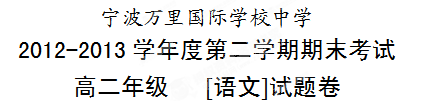 宁波万里国际学校中学
2012-2013 学年度第二学期期末考试
高二年级 [语文]试题卷